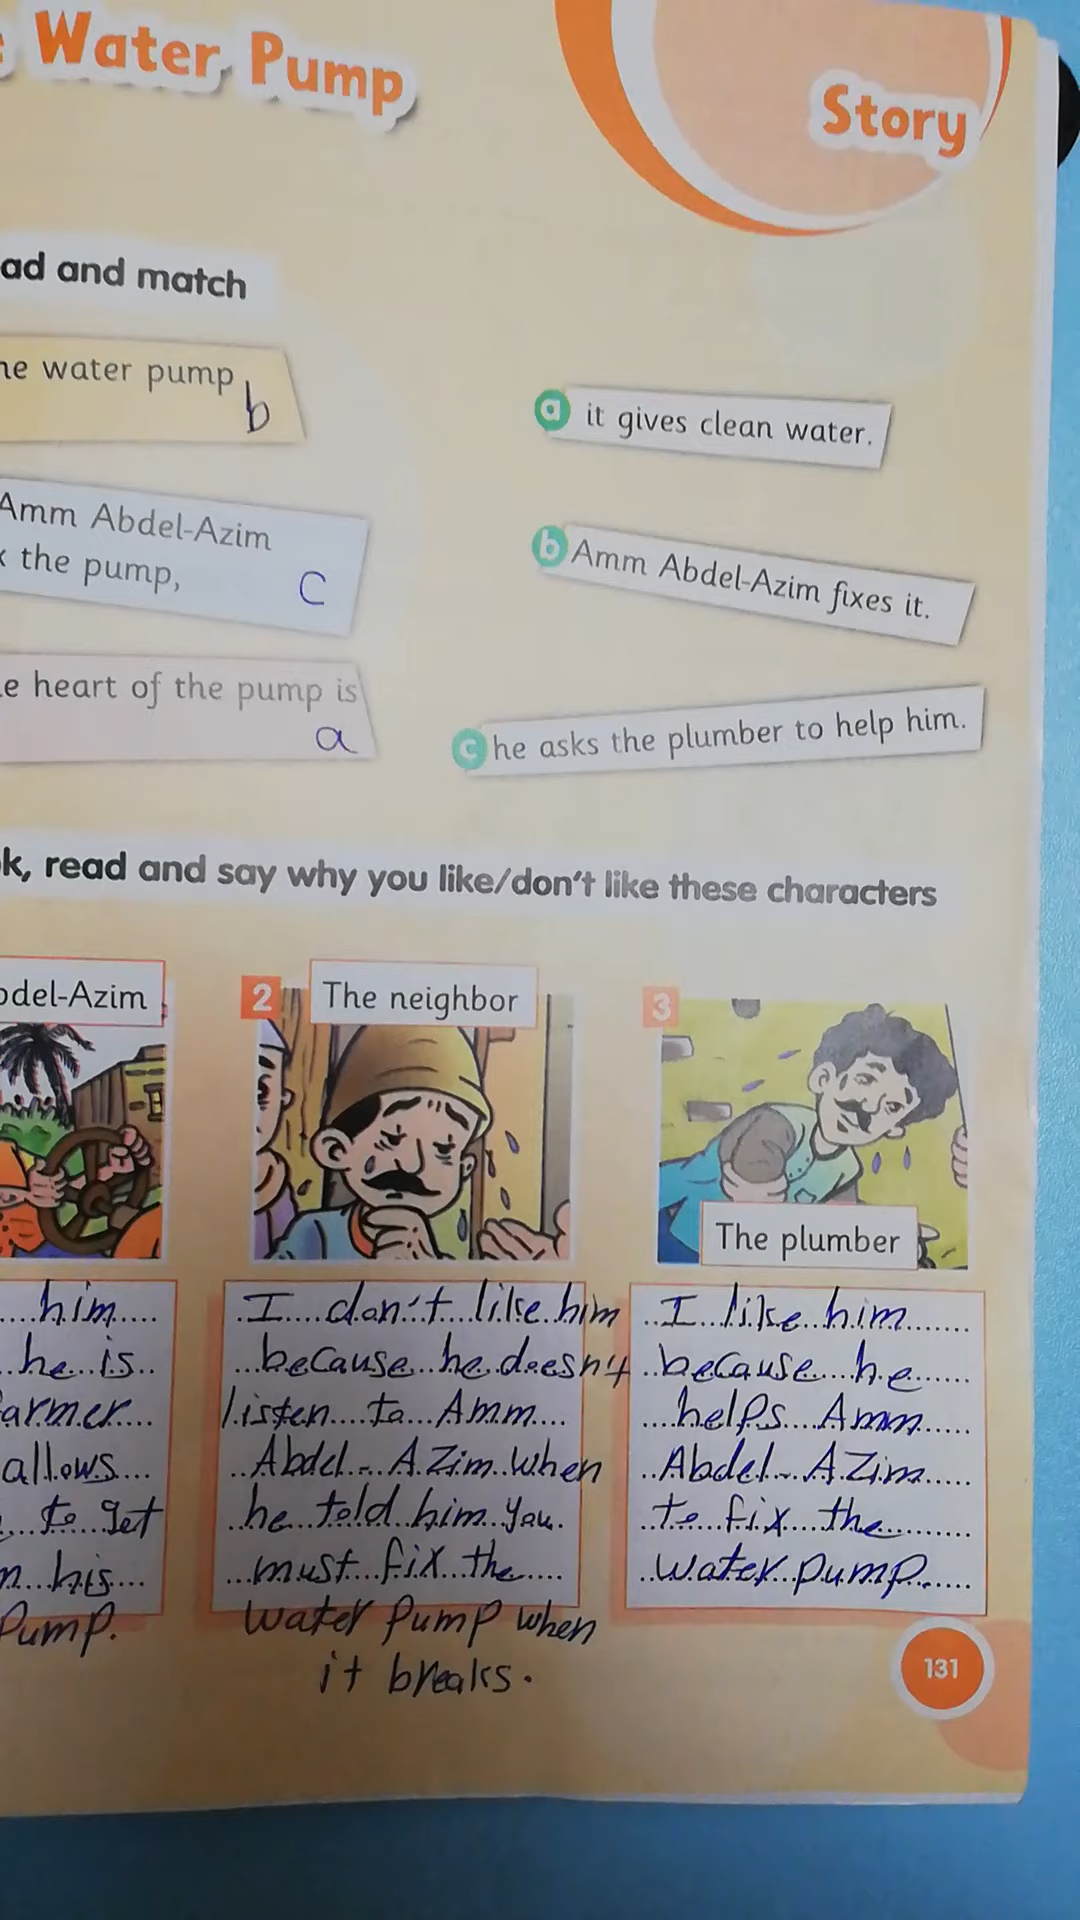 Water Pump
Story
ad and match
he water pump
b
a it gives clean water.
Amm Abdel-Azim
the pump,
C
b Amm Abdel-Azim fixes it.
e heart of the pump is
a
c he asks the plumber to help him.
k, read and say why you like/don't like these characters
bdel-Azim
2 The neighbor
3
The plumber
him
he is
armer
allows
to get
n his
Pump.
I don't like him
because he doesn't
listen to Amm
Abdel-AZim when
he told him you
must fix the
water pump when
it breaks.
I like him
because he
helps Amm
Abdel-AZim
to fix the
water pump.
131